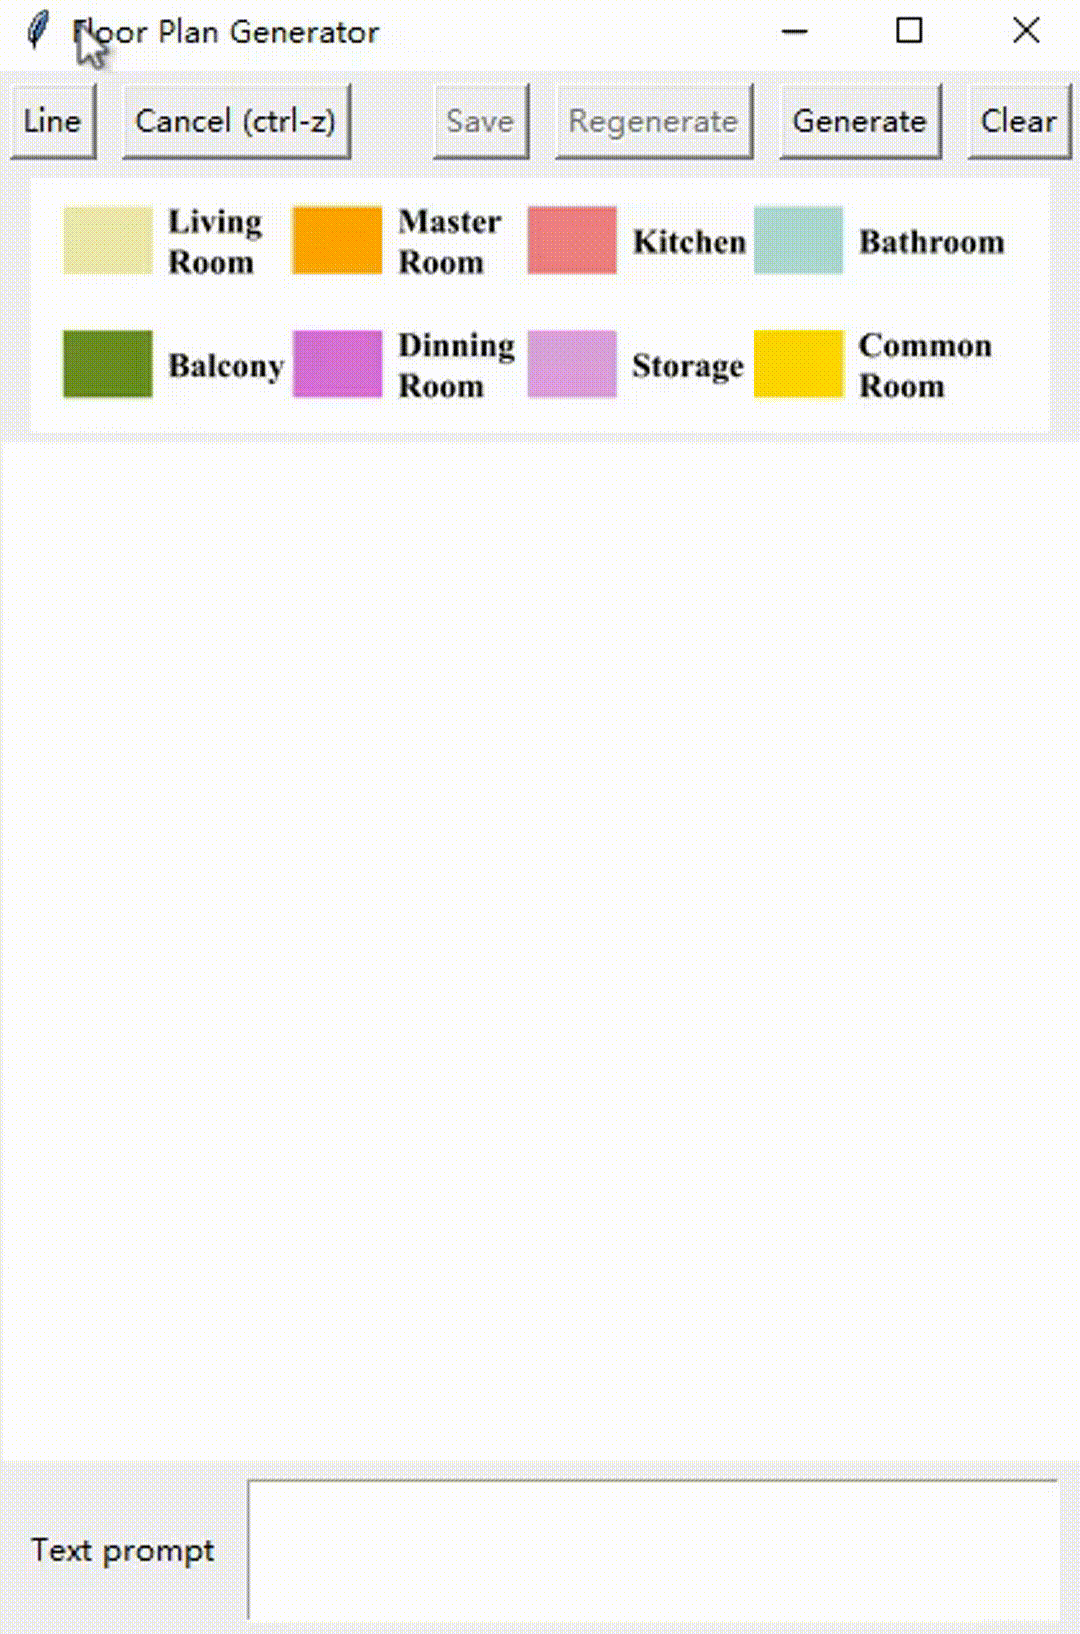 Floor Plan Generator
Line
Cancel (ctrl-z)
Save
Regenerate
Generate
Clear
Living
Room
Master
Room
Kitchen
Bathroom
Balcony
Dinning
Room
Storage
Common
Room
Text prompt